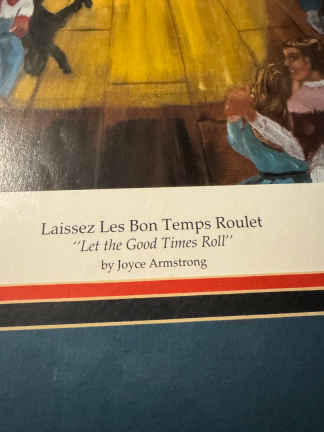 Laissez Les Bon Temps Roulet
“Let the Good Times Roll”
by Joyce Armstrong